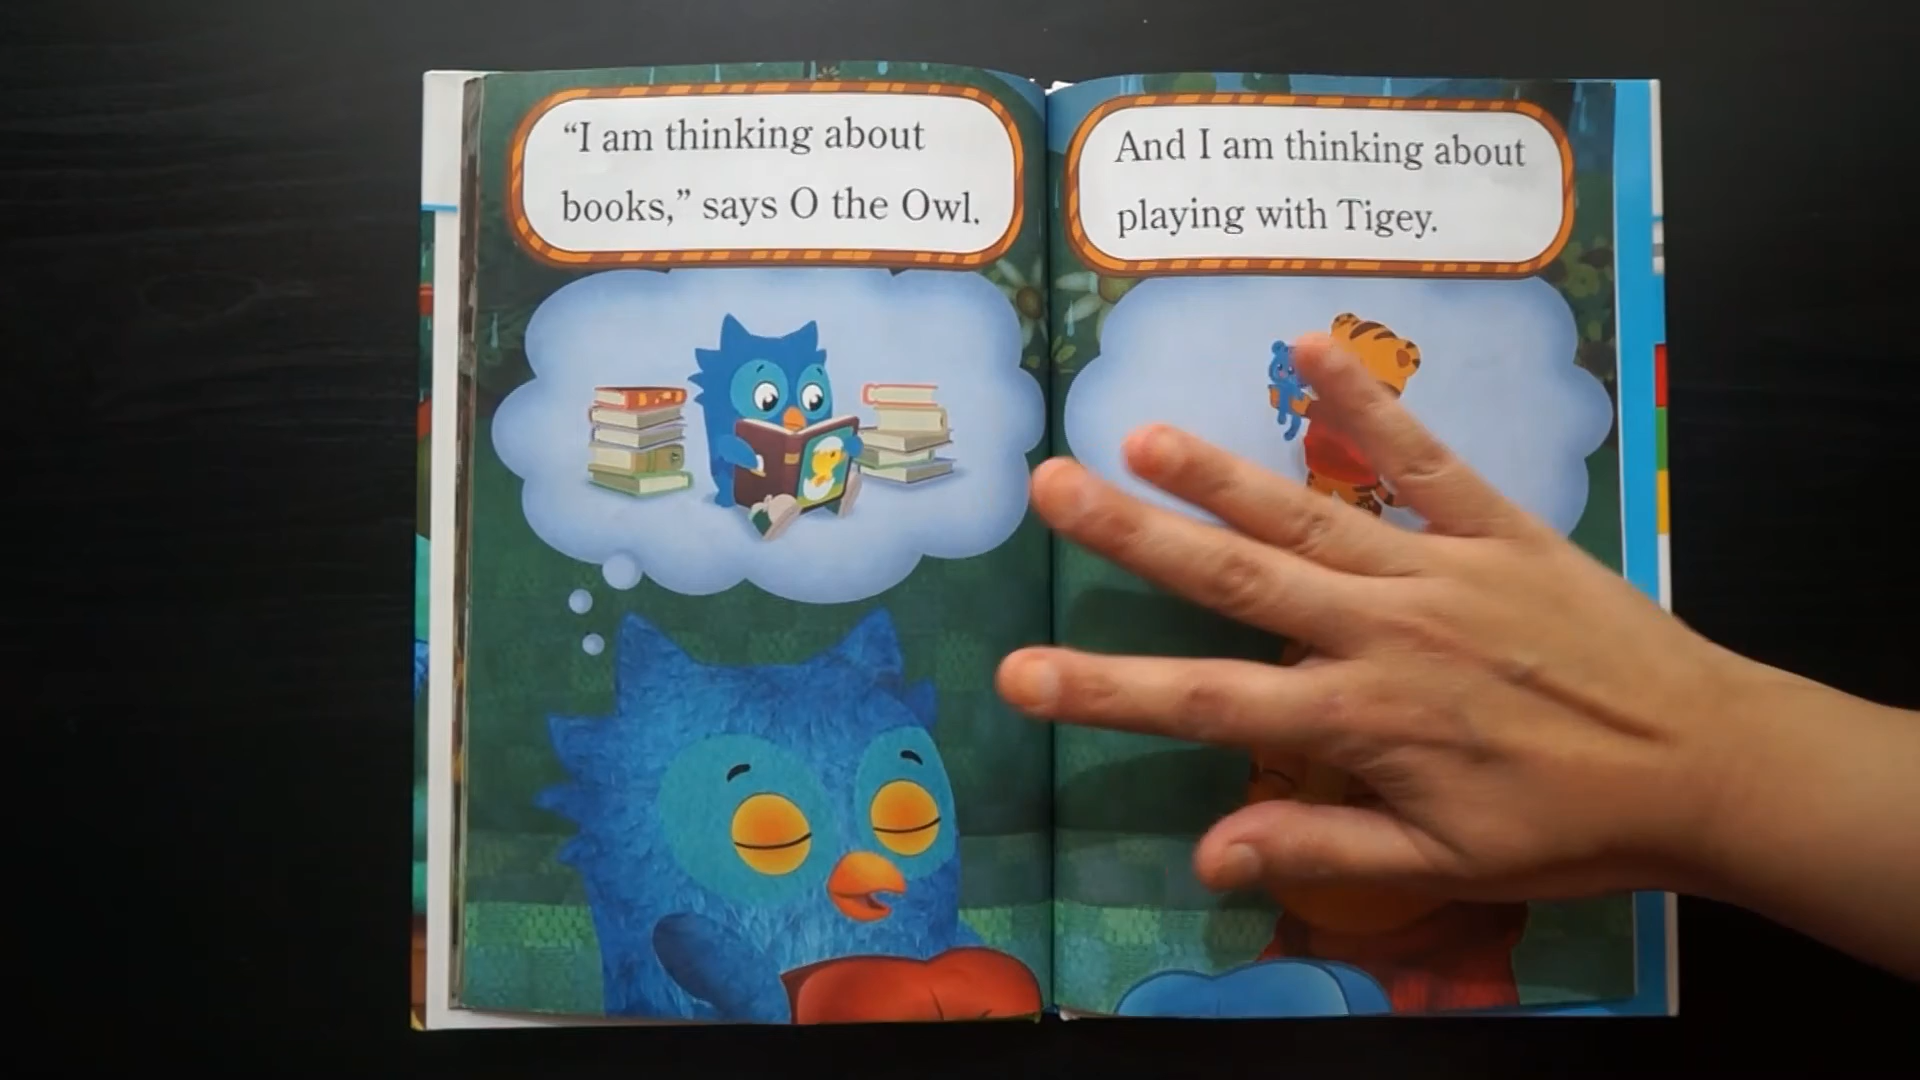 “I am thinking about
books,” says O the Owl.
And I am thinking about
playing with Tigey.